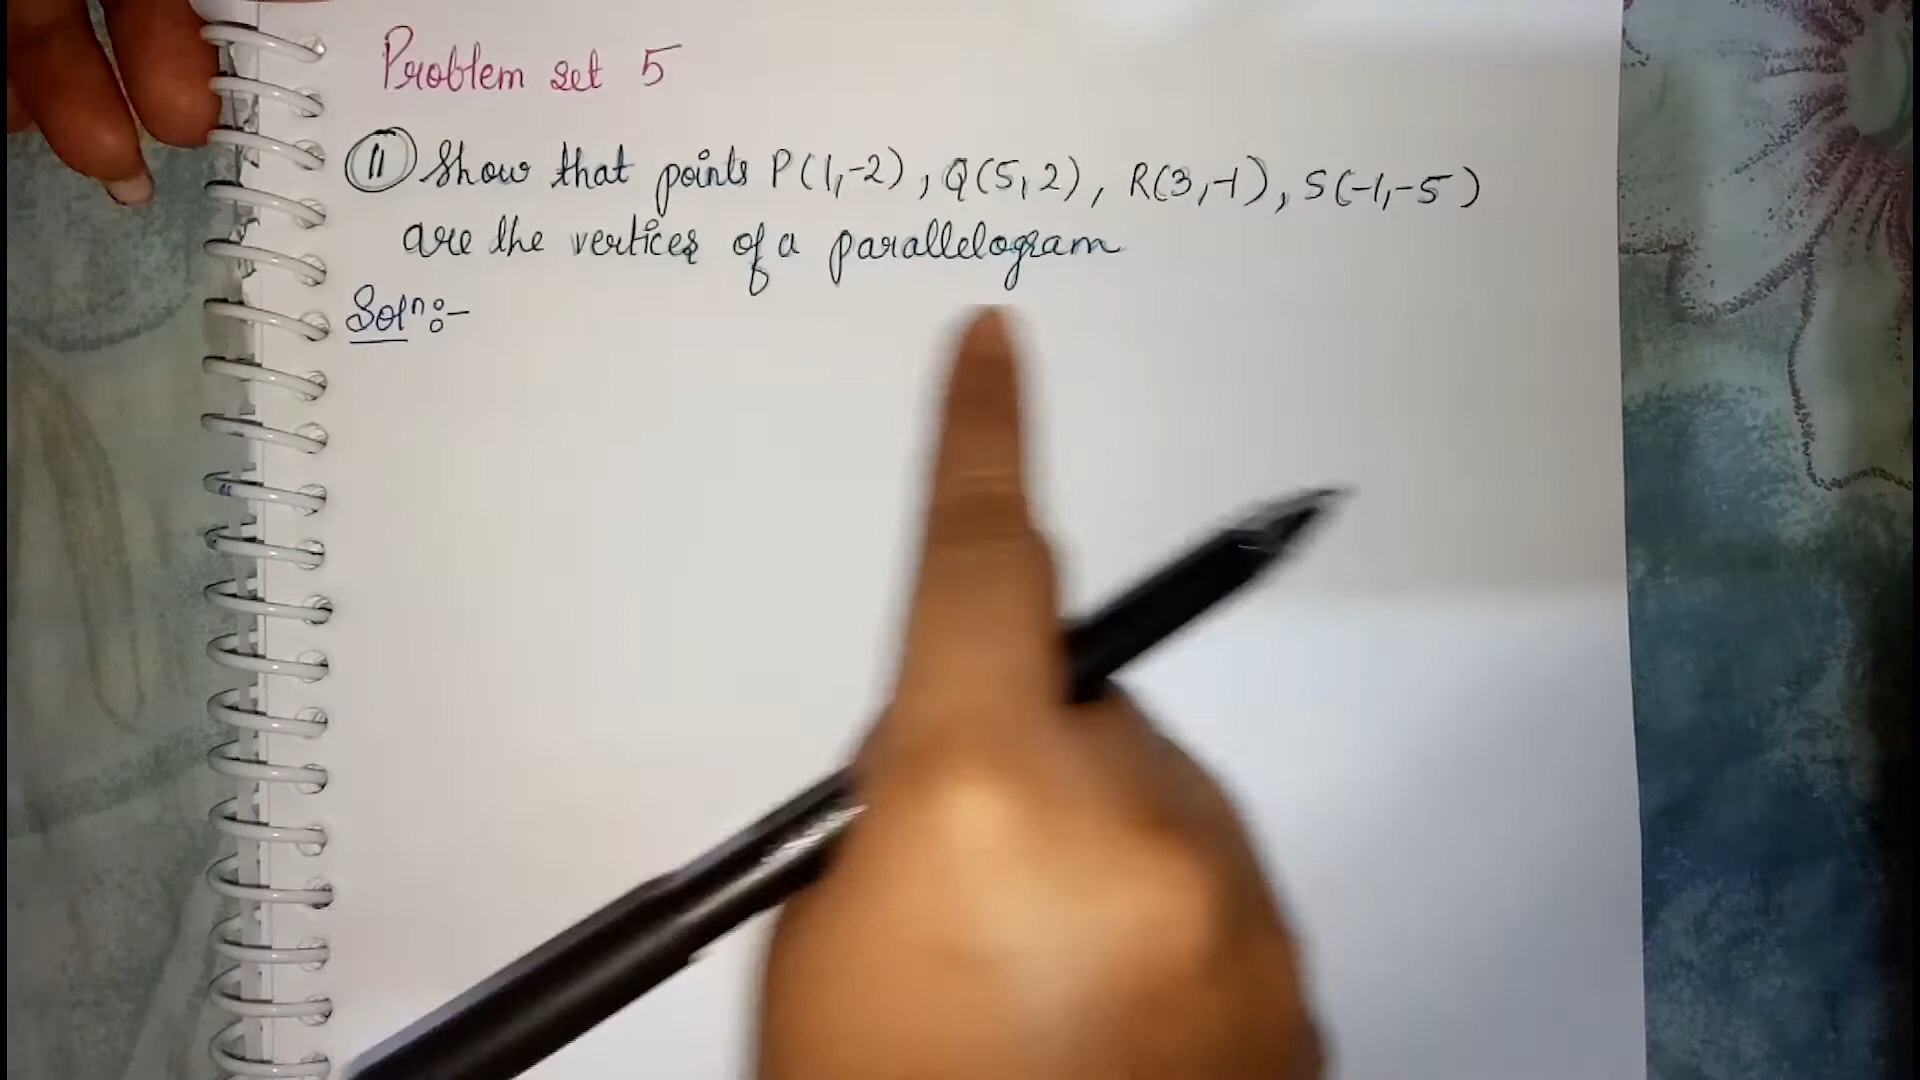 Problem set 5
11 Show that points P(1,-2), Q(5,2), R(3,-1), S(-1,-5)
are the vertices of a parallelogram
Solⁿ:-